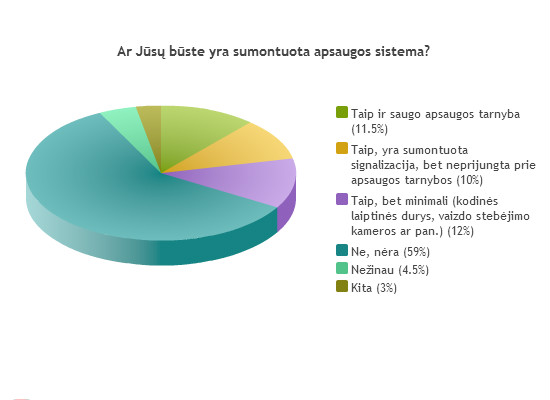 Ar Jūsų būste yra sumontuota apsaugos sistema?
Taip ir saugo apsaugos tarnyba
(11.5%)
Taip, yra sumontuota
signalizacija, bet neprijungta prie
apsaugos tarnybos (10%)
Taip, bet minimali (kodinės
laiptinės durys, vaizdo stebėjimo
kameros ar pan.) (12%)
Ne, nėra (59%)
Nežinau (4.5%)
Kita (3%)